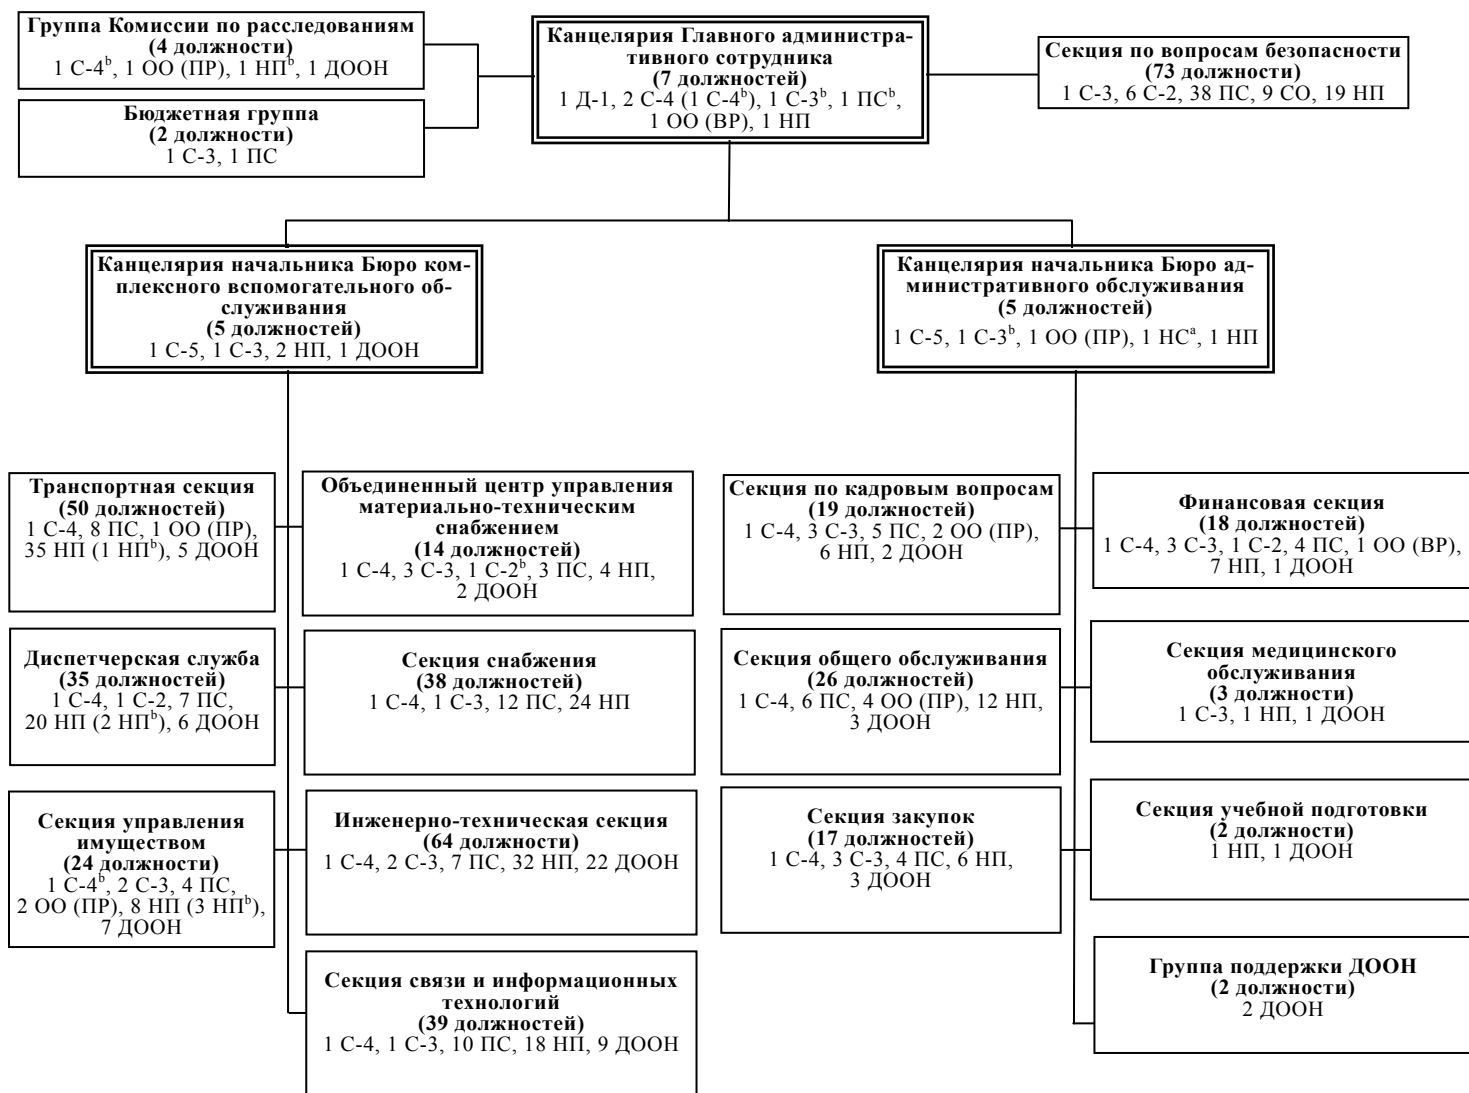 Группа Комиссии по расследованиям
(4 должности)
1 С-4ᵇ, 1 ОО (ПР), 1 НПᵇ, 1 ДООН
Бюджетная группа
(2 должности)
1 С-3, 1 ПС
Канцелярия Главного администра-
тивного сотрудника
(7 должностей)
1 Д-1, 2 С-4 (1 С-4ᵇ), 1 С-3ᵇ, 1 ПСᵇ,
1 ОО (ВР), 1 НП
Секция по вопросам безопасности
(73 должности)
1 С-3, 6 С-2, 38 ПС, 9 СО, 19 НП
Канцелярия начальника Бюро ком-
плексного вспомогательного об-
служивания
(5 должностей)
1 С-5, 1 С-3, 2 НП, 1 ДООН
Канцелярия начальника Бюро ад-
министративного обслуживания
(5 должностей)
1 С-5, 1 С-3ᵇ, 1 ОО (ПР), 1 НСᵃ, 1 НП
Транспортная секция
(50 должностей)
1 С-4, 8 ПС, 1 ОО (ПР),
35 НП (1 НПᵇ), 5 ДООН
Объединенный центр управления
материально-техническим
снабжением
(14 должностей)
1 С-4, 3 С-3, 1 С-2ᵇ, 3 ПС, 4 НП,
2 ДООН
Секция по кадровым вопросам
(19 должностей)
1 С-4, 3 С-3, 5 ПС, 2 ОО (ПР),
6 НП, 2 ДООН
Финансовая секция
(18 должностей)
1 С-4, 3 С-3, 1 С-2, 4 ПС, 1 ОО (ВР),
7 НП, 1 ДООН
Диспетчерская служба
(35 должностей)
1 С-4, 1 С-2, 7 ПС,
20 НП (2 НПᵇ), 6 ДООН
Секция снабжения
(38 должностей)
1 С-4, 1 С-3, 12 ПС, 24 НП
Секция общего обслуживания
(26 должностей)
1 С-4, 6 ПС, 4 ОО (ПР), 12 НП,
3 ДООН
Секция медицинского
обслуживания
(3 должности)
1 С-3, 1 НП, 1 ДООН
Секция управления
имуществом
(24 должности)
1 С-4ᵇ, 2 С-3, 4 ПС,
2 ОО (ПР), 8 НП (3 НПᵇ),
7 ДООН
Инженерно-техническая секция
(64 должности)
1 С-4, 2 С-3, 7 ПС, 32 НП, 22 ДООН
Секция закупок
(17 должностей)
1 С-4, 3 С-3, 4 ПС, 6 НП,
3 ДООН
Секция учебной подготовки
(2 должности)
1 НП, 1 ДООН
Секция связи и информационных
технологий
(39 должностей)
1 С-4, 1 С-3, 10 ПС, 18 НП, 9 ДООН
Группа поддержки ДООН
(2 должности)
2 ДООН